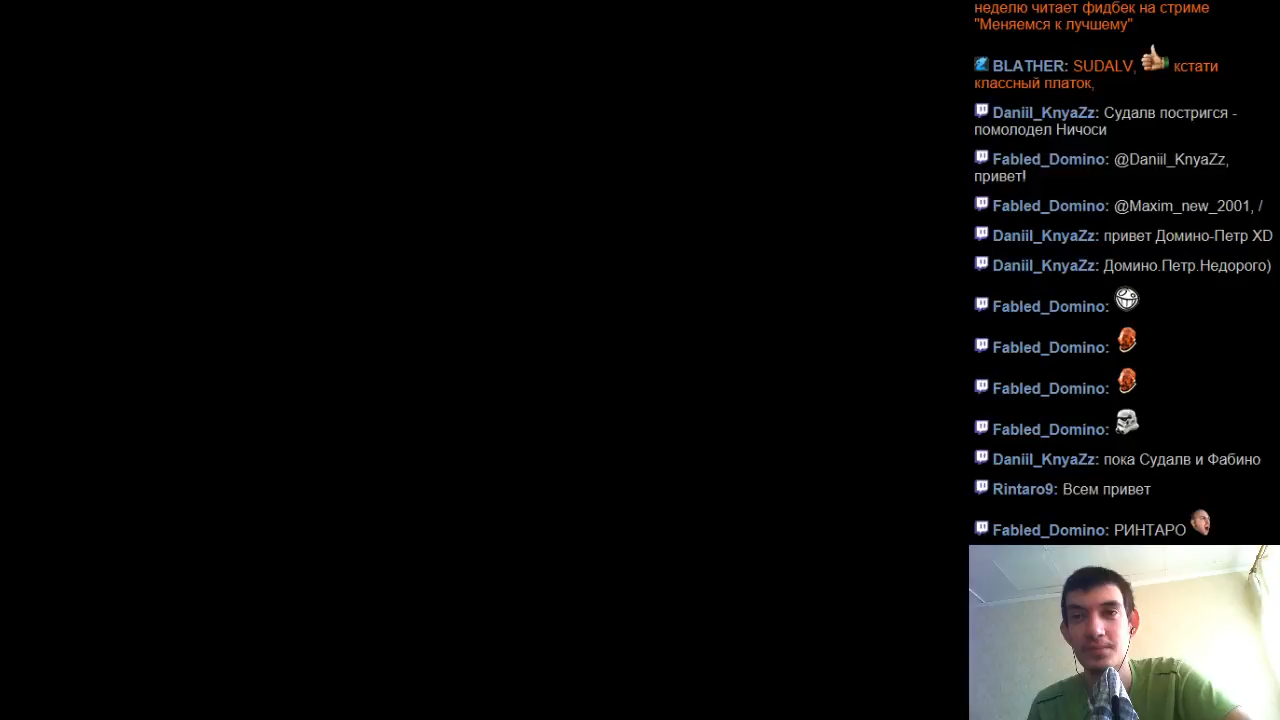 неделю читает фидбек на стриме
"Меняемся к лучшему"
BLATHER: SUDALV, кстати
классный платок,
Daniil_KnyaZz: Судалв постригся -
помолодел Ничоси
Fabled_Domino: @Daniil_KnyaZz,
привет!
Fabled_Domino: @Maxim_new_2001, /
Daniil_KnyaZz: привет Домино-Петр XD
Daniil_KnyaZz: Домино.Петр.Недорого)
Fabled_Domino:
Fabled_Domino:
Fabled_Domino:
Fabled_Domino:
Daniil_KnyaZz: пока Судалв и Фабино
Rintaro9: Всем привет
Fabled_Domino: РИНТАРО